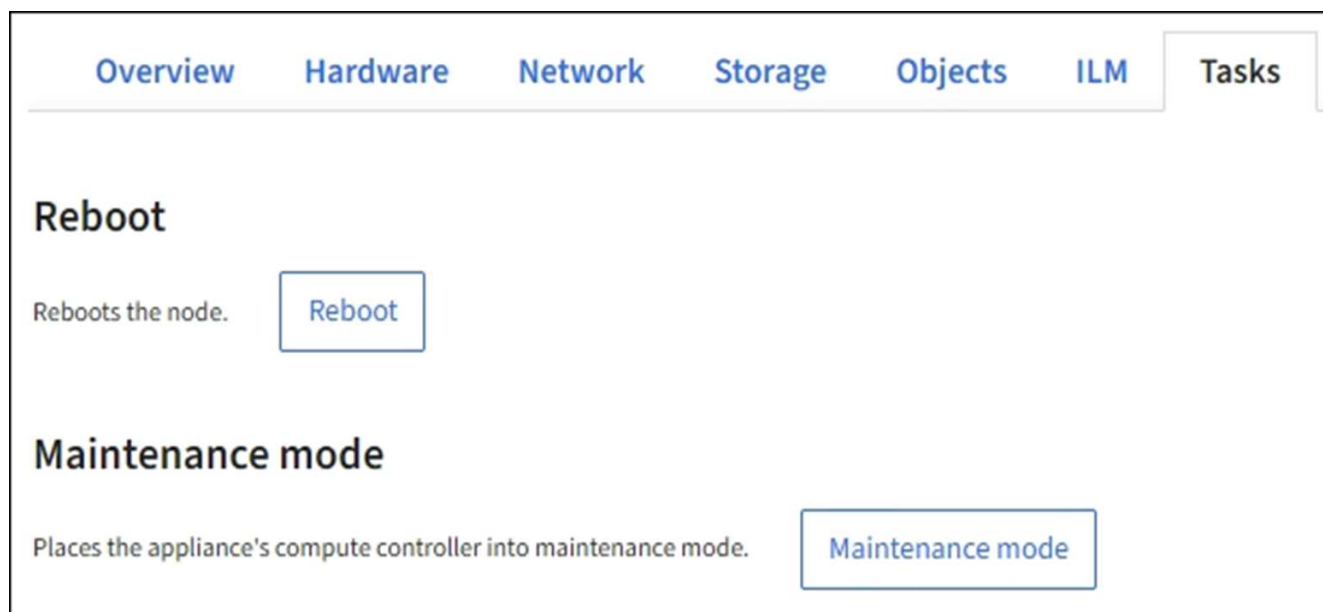 Overview Hardware Network Storage Objects ILM Tasks
Reboot
Reboots the node. Reboot
Maintenance mode
Places the appliance's compute controller into maintenance mode. Maintenance mode